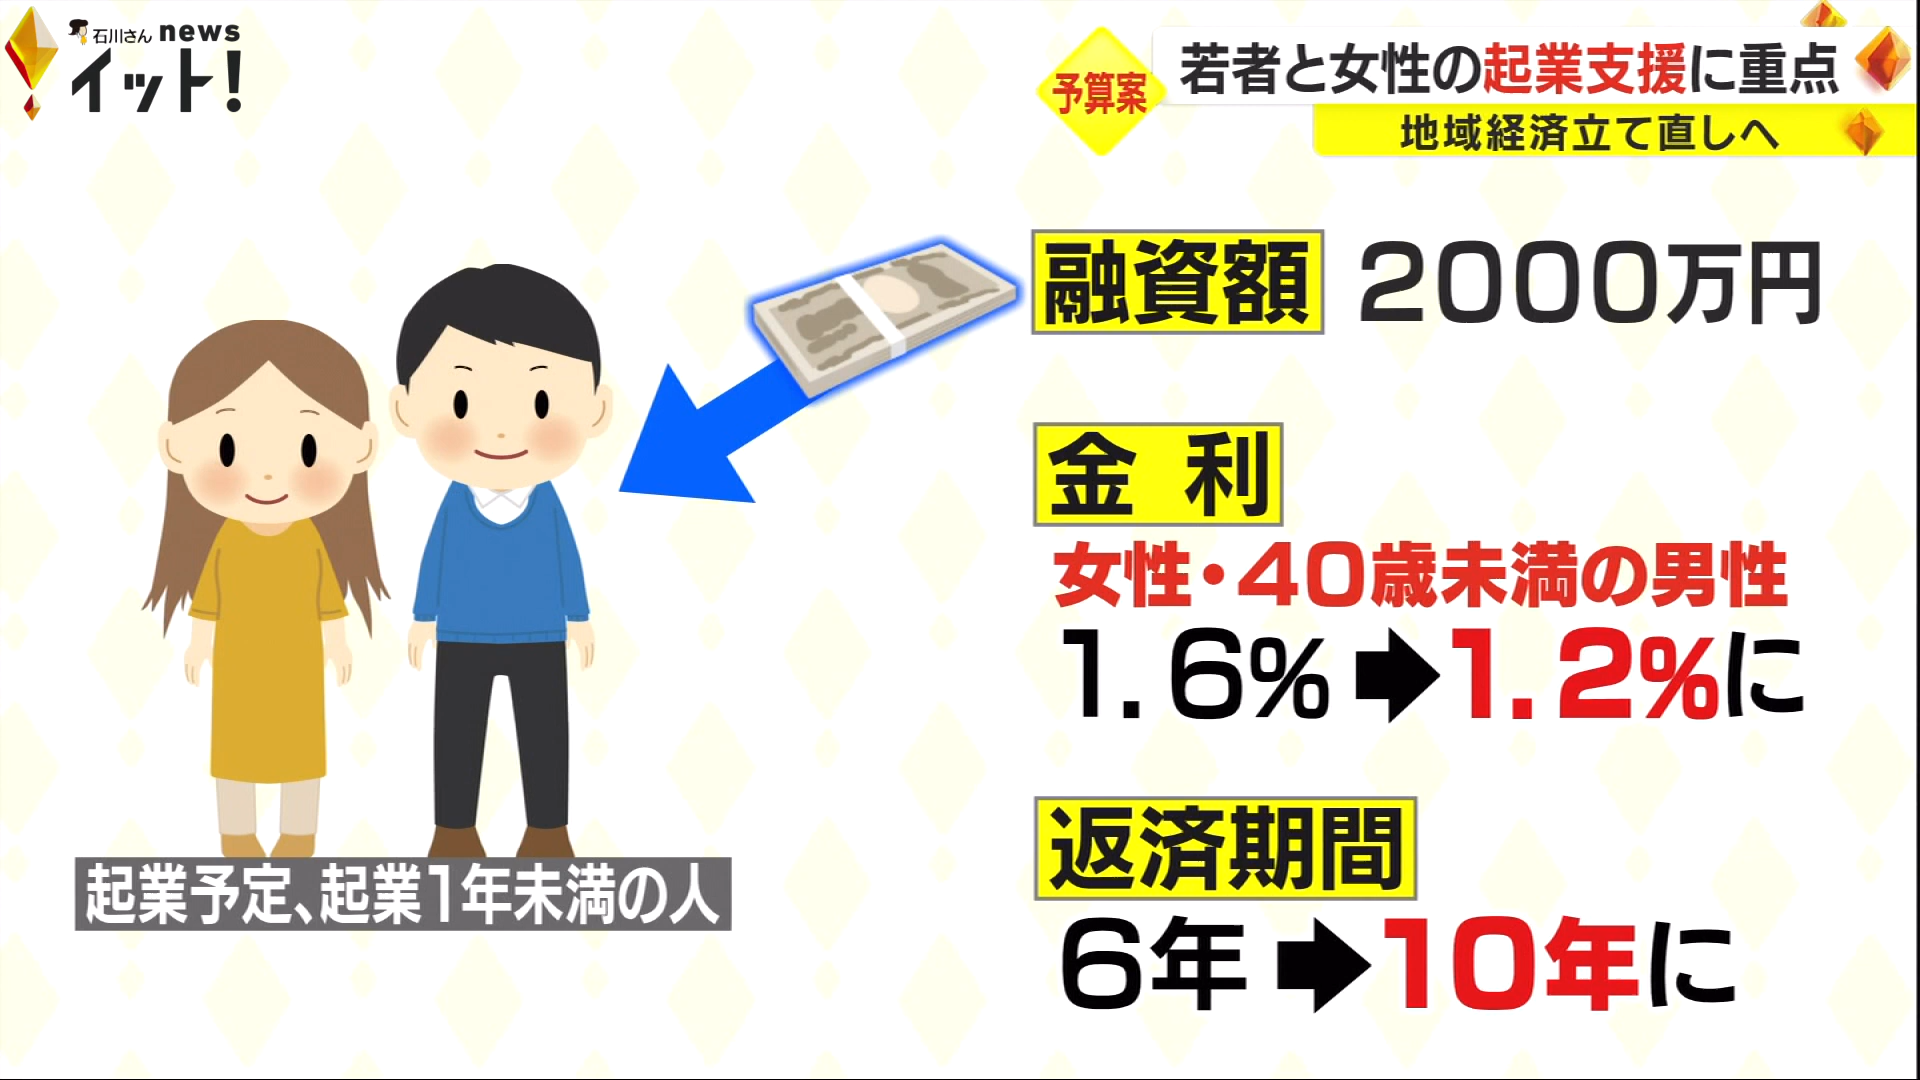 石川さん news
イット!
予算案
若者と女性の起業支援に重点
地域経済立て直しへ
融資額 2000万円
金利
女性・40歳未満の男性
1.6%➡1.2%に
返済期間
6年➡10年に
起業予定、起業1年未満の人